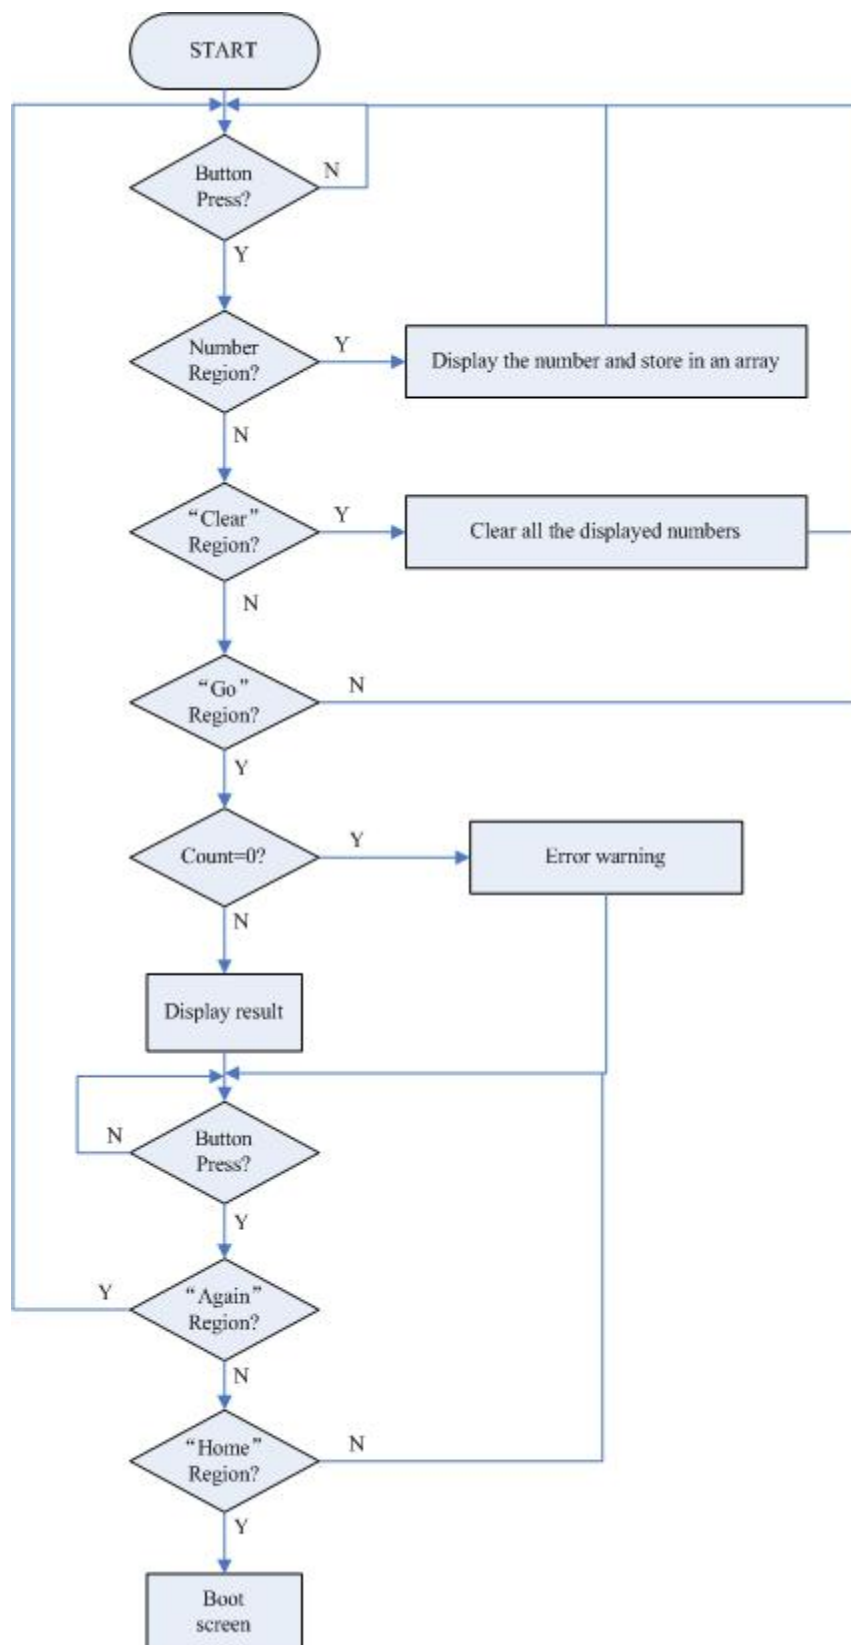 START
Button
Press?
N
Y
Number
Region?
Y
Display the number and store in an array
N
“Clear”
Region?
Y
Clear all the displayed numbers
N
“Go”
Region?
N
Y
Count=0?
Y
Error warning
N
Display result
Button
Press?
N
Y
“Again”
Region?
Y
N
“Home”
Region?
N
Y
Boot
screen